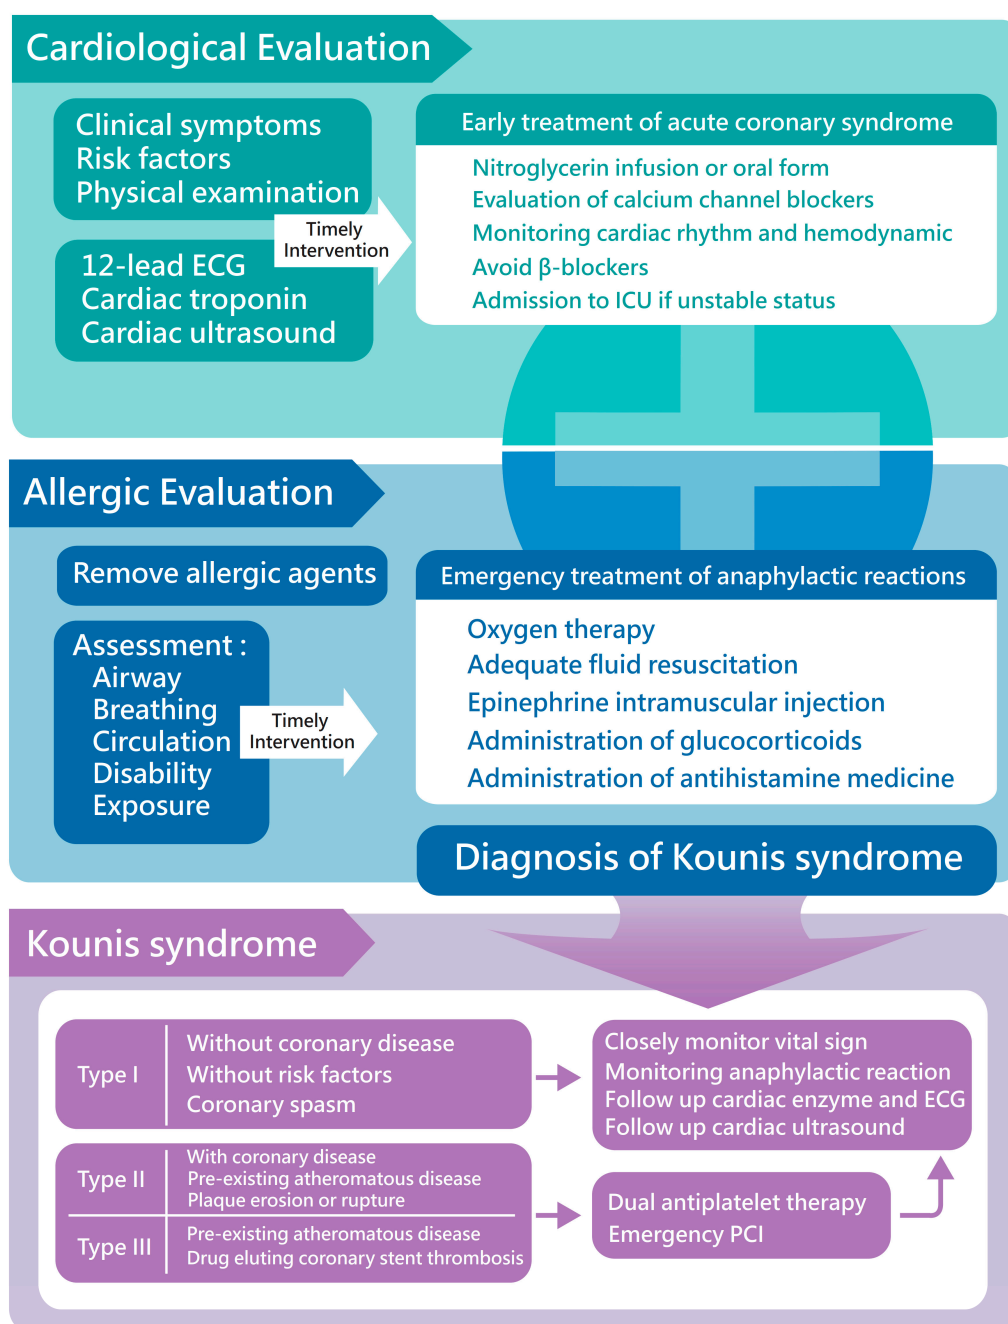 Cardiological Evaluation
Clinical symptoms
Risk factors
Physical examination
12-lead ECG
Cardiac troponin
Cardiac ultrasound
Timely
Intervention
Early treatment of acute coronary syndrome
Nitroglycerin infusion or oral form
Evaluation of calcium channel blockers
Monitoring cardiac rhythm and hemodynamic
Avoid β-blockers
Admission to ICU if unstable status
Allergic Evaluation
Remove allergic agents
Assessment :
Airway
Breathing
Circulation
Disability
Exposure
Timely
Intervention
Emergency treatment of anaphylactic reactions
Oxygen therapy
Adequate fluid resuscitation
Epinephrine intramuscular injection
Administration of glucocorticoids
Administration of antihistamine medicine
Diagnosis of Kounis syndrome
Kounis syndrome
Type I
Without coronary disease
Without risk factors
Coronary spasm
Closely monitor vital sign
Monitoring anaphylactic reaction
Follow up cardiac enzyme and ECG
Follow up cardiac ultrasound
Type II
With coronary disease
Pre-existing atheromatous disease
Plaque erosion or rupture
Type III
Pre-existing atheromatous disease
Drug eluting coronary stent thrombosis
Dual antiplatelet therapy
Emergency PCI